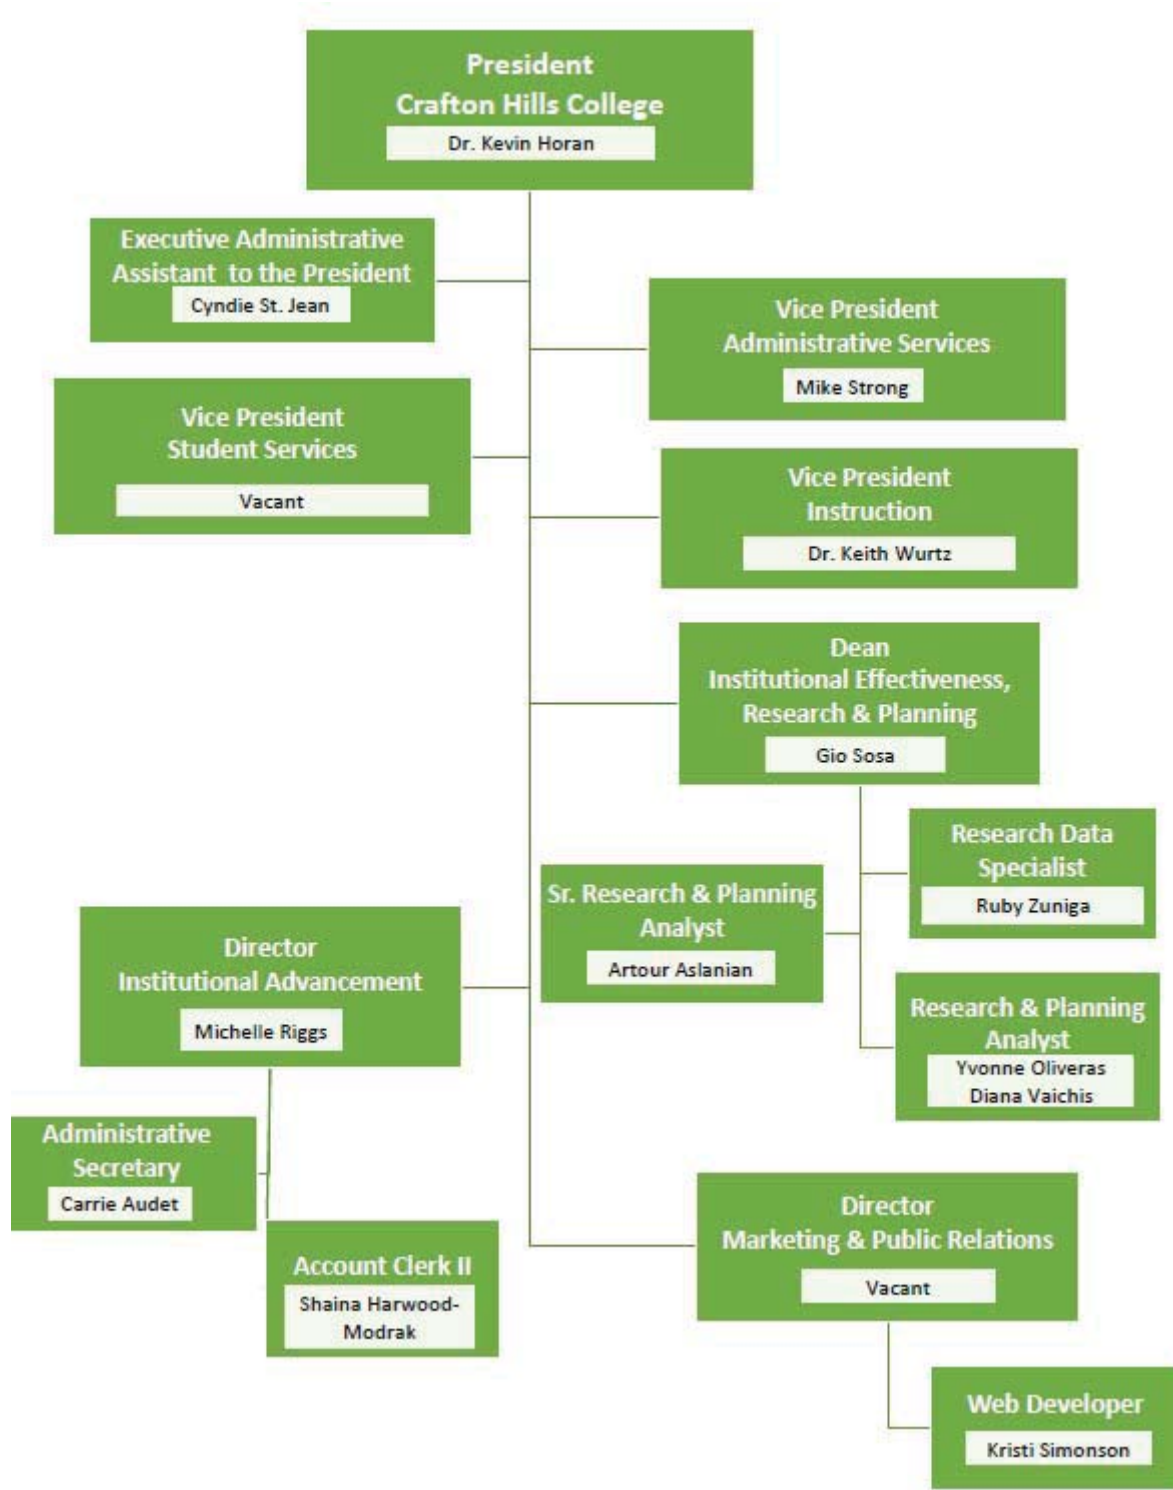 President
Crafton Hills College
Dr. Kevin Horan
Executive Administrative
Assistant to the President
Cyndie St. Jean
Vice President
Administrative Services
Mike Strong
Vice President
Student Services
Vacant
Vice President
Instruction
Dr. Keith Wurtz
Dean
Institutional Effectiveness,
Research & Planning
Gio Sosa
Research Data
Specialist
Ruby Zuniga
Sr. Research & Planning
Analyst
Artour Aslanian
Director
Institutional Advancement
Michelle Riggs
Research & Planning
Analyst
Yvonne Oliveras
Diana Vaichis
Administrative
Secretary
Carrie Audet
Account Clerk II
Shaina Harwood-
Modrak
Director
Marketing & Public Relations
Vacant
Web Developer
Kristi Simonson